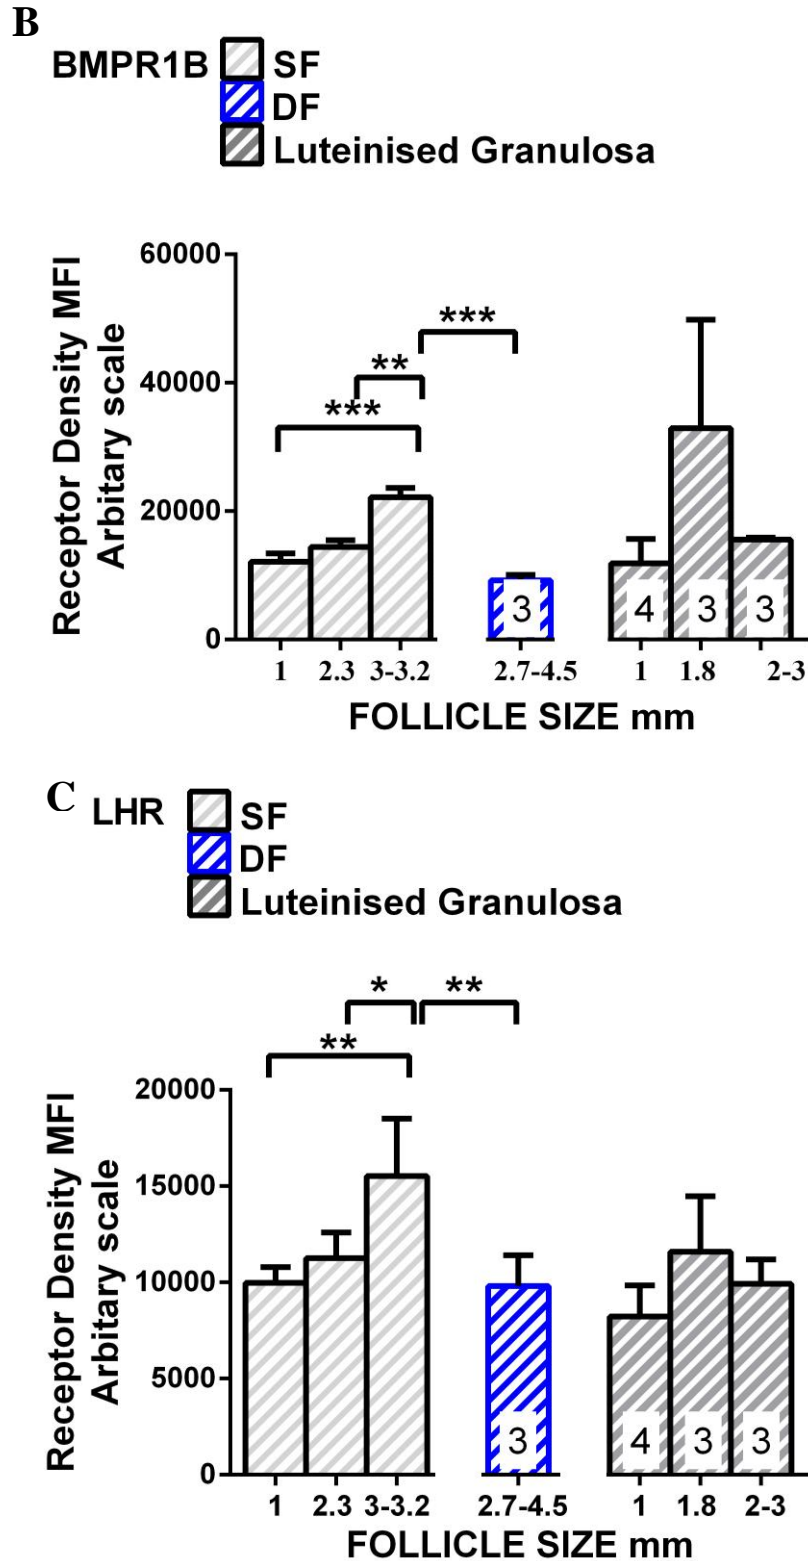 B
BMPR1B SF
DF
Luteinised Granulosa
Receptor Density MFI
Arbitary scale
60000
40000
20000
0
***
**
***
3
4 3 3
1 2.3 3-3.2 2.7-4.5 1 1.8 2-3
FOLLICLE SIZE mm
C LHR SF
DF
Luteinised Granulosa
Receptor Density MFI
Arbitary scale
* **
**
20000
15000
10000
5000
0
3 4 3 3
1 2.3 3-3.2 2.7-4.5 1 1.8 2-3
FOLLICLE SIZE mm